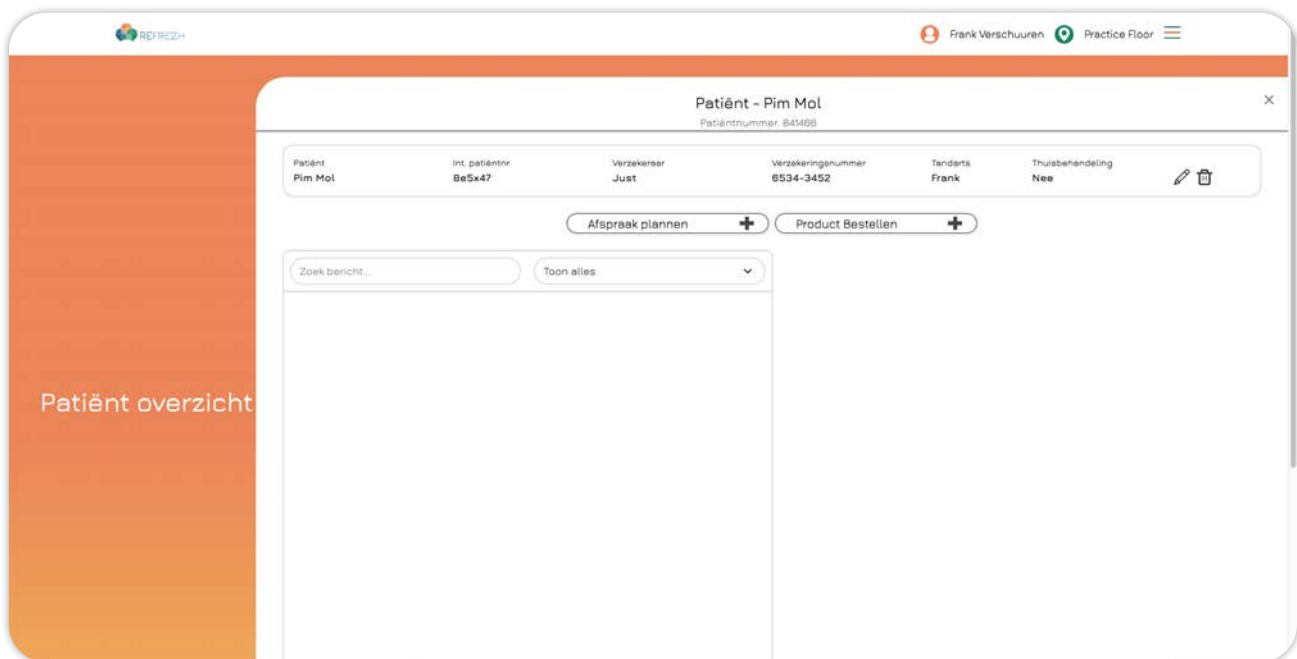 REFREZH
Frank Verschuuren
Practice Floor
Patiënt - Pim Mol
Patiëntnummer. 841466
Patiënt Int. patiëntnr Verzekeraar Verzekeringsnummer Tandarts Thuisbehandeling
Pim Mol 8e5x47 Just 6534-3452 Frank Nee
Afspraak plannen
Product Bestellen
Zoek bericht...
Toon alles
Patiënt overzicht